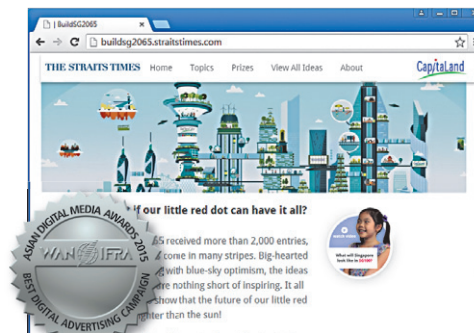 | BuildSG2065
buildsg2065.straitstimes.com
THE STRAITS TIMES Home Topics Prizes View All Ideas About CapitaLand
if our little red dot can have it all?
65 received more than 2,000 entries,
come in many stripes. Big-hearted
with blue-sky optimism, the ideas
are nothing short of inspiring. It all
show that the future of our little red
than the sun!
What will Singapore
look like in
ASIAN DIGITAL MEDIA AWARDS 2015
WAN IFRA
BEST DIGITAL ADVERTISING CAMPAIGN